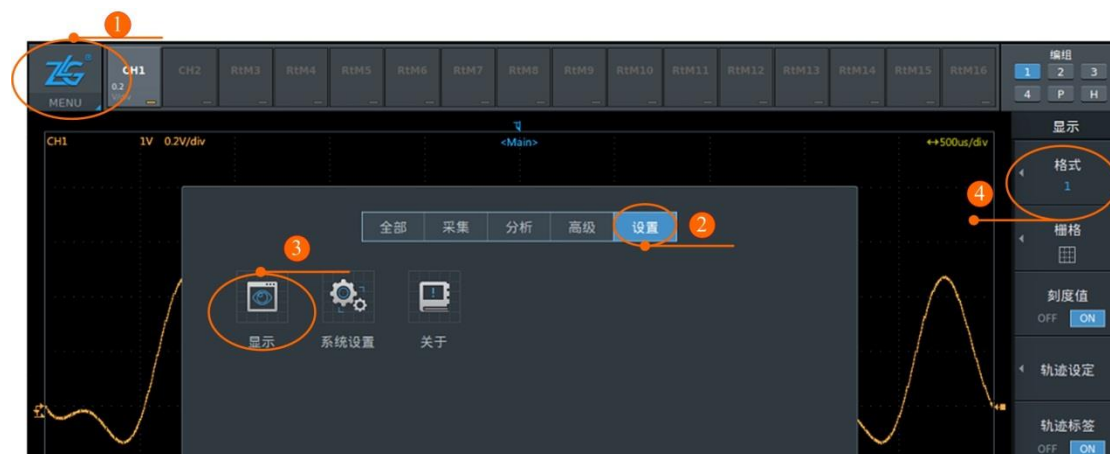 1
ZLG®
MENU
CH1
0.2
V/div
CH2
RtM3
RtM4
RtM5
RtM6
RtM7
RtM8
RtM9
RtM10
RtM11
RtM12
RtM13
RtM14
RtM15
RtM16
编组
1 2 3
4 P H
CH1 1V 0.2V/div
<Main>
500us/div
显示
格式
1
4
栅格
刻度值
OFF ON
轨迹设定
轨迹标签
OFF ON
全部 采集 分析 高级 设置
2
3
显示 系统设置 关于